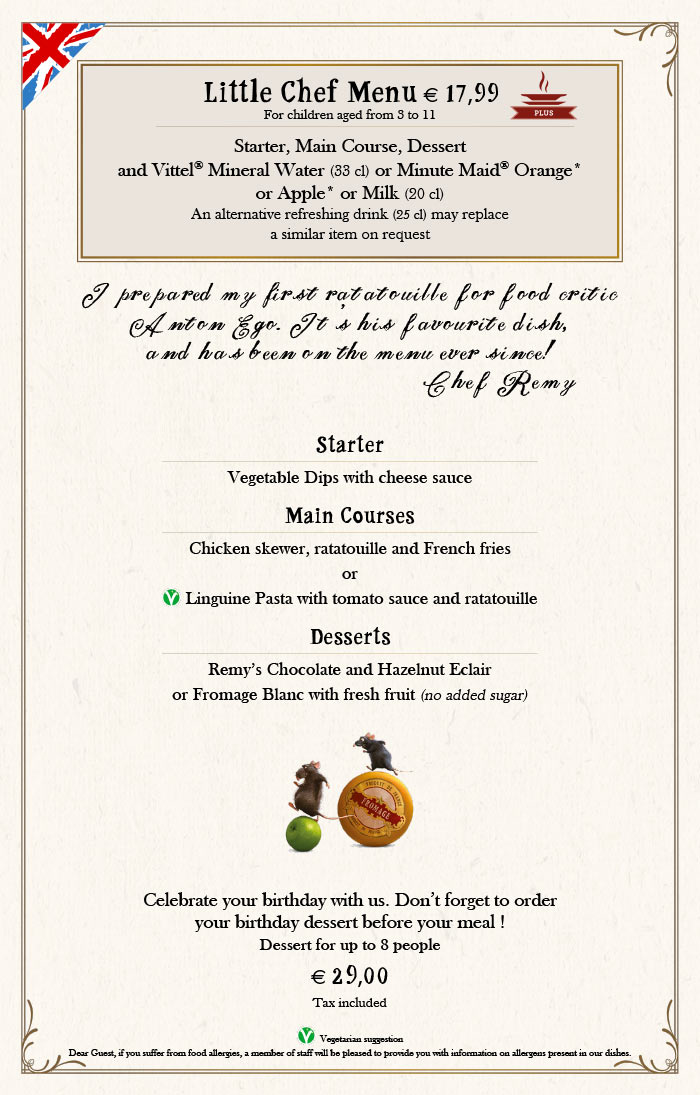 Little Chef Menu € 17,99
PLUS
For children aged from 3 to 11
Starter, Main Course, Dessert
and Vittel® Mineral Water (33 cl) or Minute Maid® Orange*
or Apple* or Milk (20 cl)
An alternative refreshing drink (25 cl) may replace
a similar item on request
I prepared my first ratatouille for food critic
Anton Ego. It's his favourite dish,
and has been on the menu ever since!
Chef Remy
Starter
Vegetable Dips with cheese sauce
Main Courses
Chicken skewer, ratatouille and French fries
or
V Linguine Pasta with tomato sauce and ratatouille
Desserts
Remy's Chocolate and Hazelnut Eclair
or Fromage Blanc with fresh fruit (no added sugar)
FROMAGE
Celebrate your birthday with us. Don't forget to order
your birthday dessert before your meal !
Dessert for up to 8 people
€ 29,00
Tax included
V Vegetarian suggestion
Dear Guest, if you suffer from food allergies, a member of staff will be pleased to provide you with information on allergens present in our dishes.